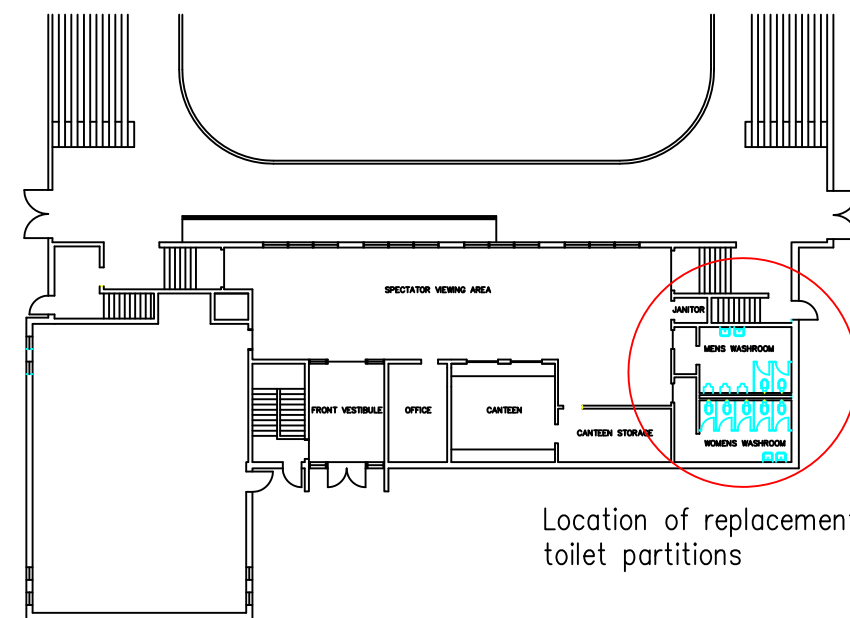 SPECTATOR VIEWING AREA
JANITOR
MENS WASHROOM
FRONT VESTIBULE
OFFICE
CANTEEN
CANTEEN STORAGE
WOMENS WASHROOM
Location of replacement
toilet partitions